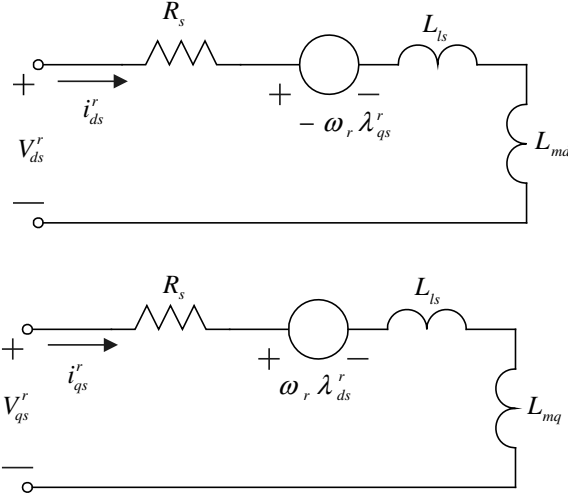 R_s
L_ls
+
i^r_ds
+ −
− ω_r λ^r_qs
V^r_ds
L_md
−
R_s
L_ls
+
i^r_qs
+ −
ω_r λ^r_ds
V^r_qs
L_mq
−